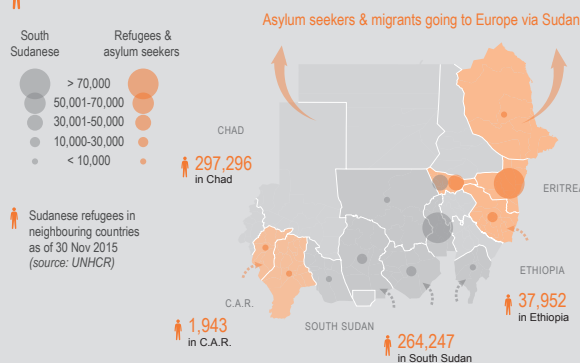 Asylum seekers & migrants going to Europe via Sudan
South
Sudanese
Refugees &
asylum seekers
> 70,000
50,001-70,000
30,001-50,000
10,000-30,000
< 10,000
CHAD
297,296
in Chad
ERITREA
Sudanese refugees in
neighbouring countries
as of 30 Nov 2015
(source: UNHCR)
ETHIOPIA
37,952
in Ethiopia
C.A.R.
1,943
in C.A.R.
SOUTH SUDAN
264,247
in South Sudan